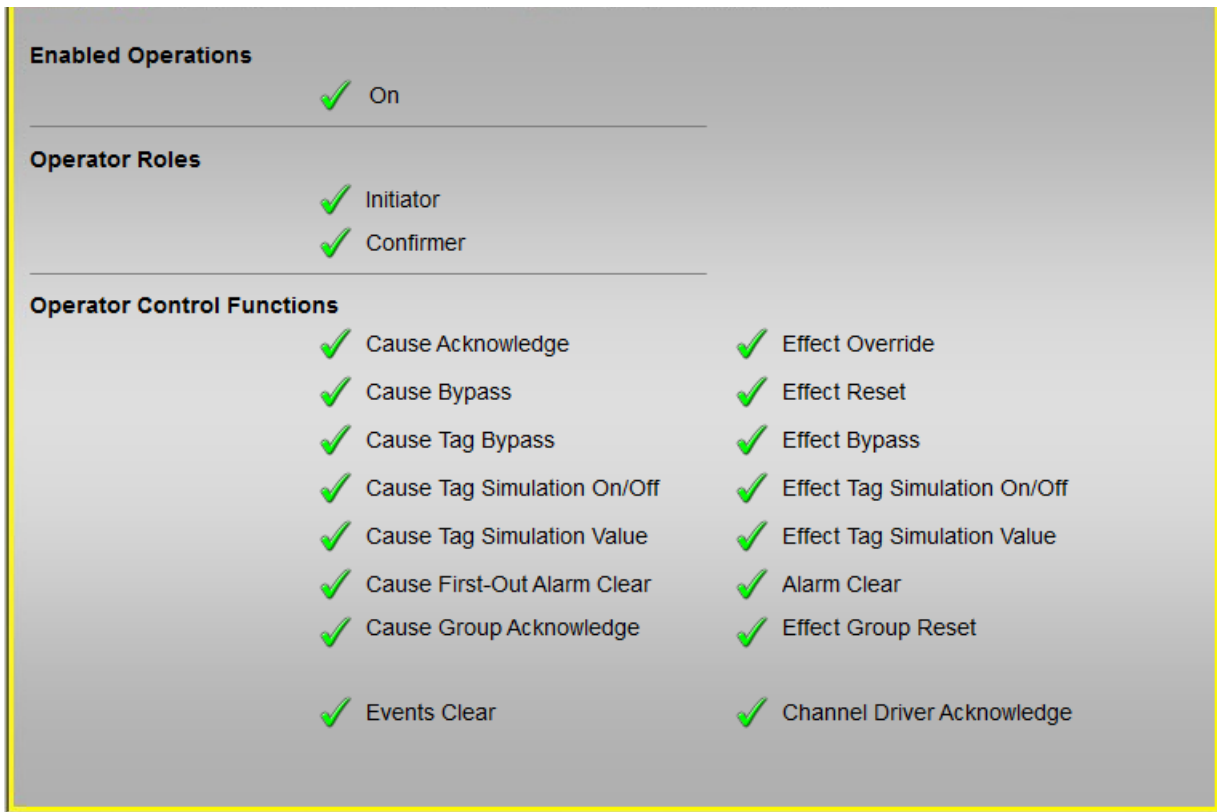 Enabled Operations
On
Operator Roles
Initiator
Confirmer
Operator Control Functions
Cause Acknowledge Effect Override
Cause Bypass Effect Reset
Cause Tag Bypass Effect Bypass
Cause Tag Simulation On/Off Effect Tag Simulation On/Off
Cause Tag Simulation Value Effect Tag Simulation Value
Cause First-Out Alarm Clear Alarm Clear
Cause Group Acknowledge Effect Group Reset
Events Clear Channel Driver Acknowledge